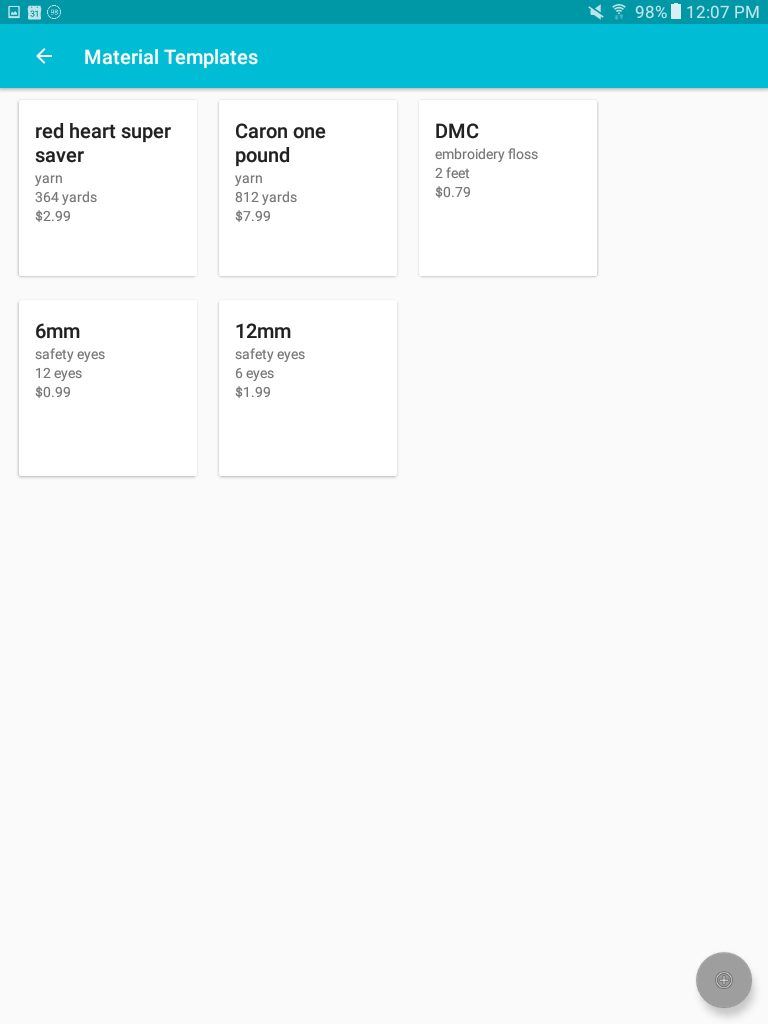 31 98 98% 12:07 PM
Material Templates
red heart super
saver
yarn
364 yards
$2.99
Caron one
pound
yarn
812 yards
$7.99
DMC
embroidery floss
2 feet
$0.79
6mm
safety eyes
12 eyes
$0.99
12mm
safety eyes
6 eyes
$1.99